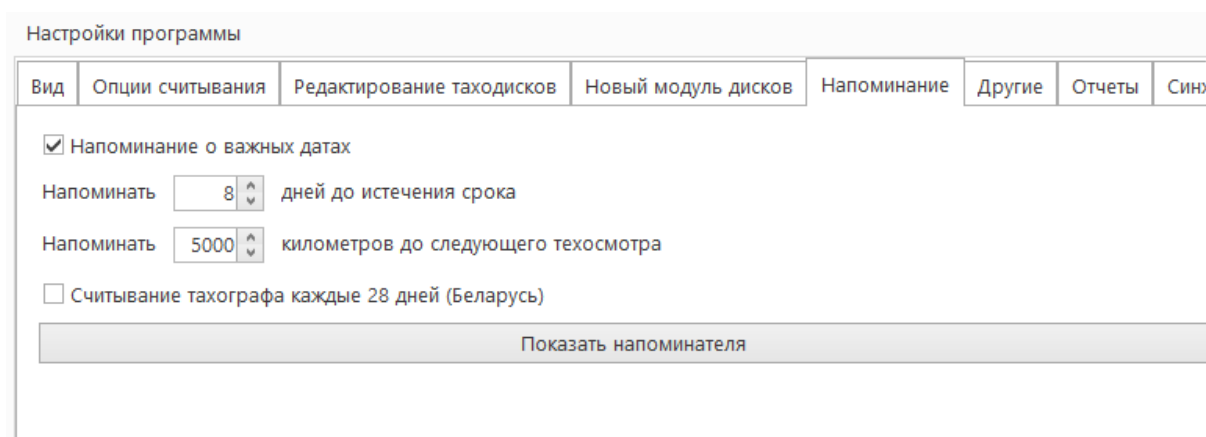 Настройки программы
Вид Опции считывания Редактирование таходисков Новый модуль дисков Напоминание Другие Отчеты
Напоминание о важных датах
Напоминать 8 дней до истечения срока
Напоминать 5000 километров до следующего техосмотра
Считывание тахографа каждые 28 дней (Беларусь)
Показать напоминателя